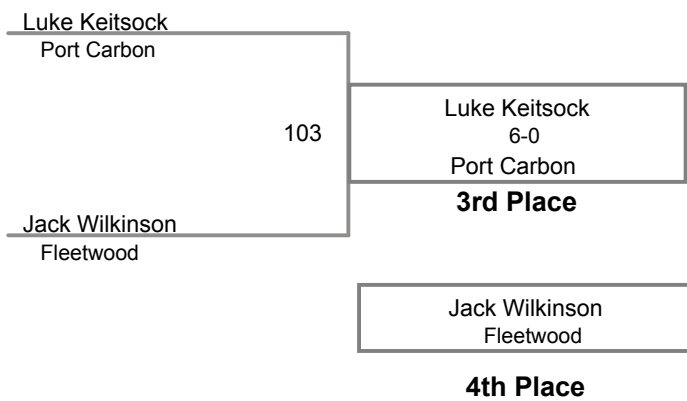 Luke Keitsock
Port Carbon
103
Luke Keitsock
6-0
Port Carbon
3rd Place
Jack Wilkinson
Fleetwood
Jack Wilkinson
Fleetwood
4th Place